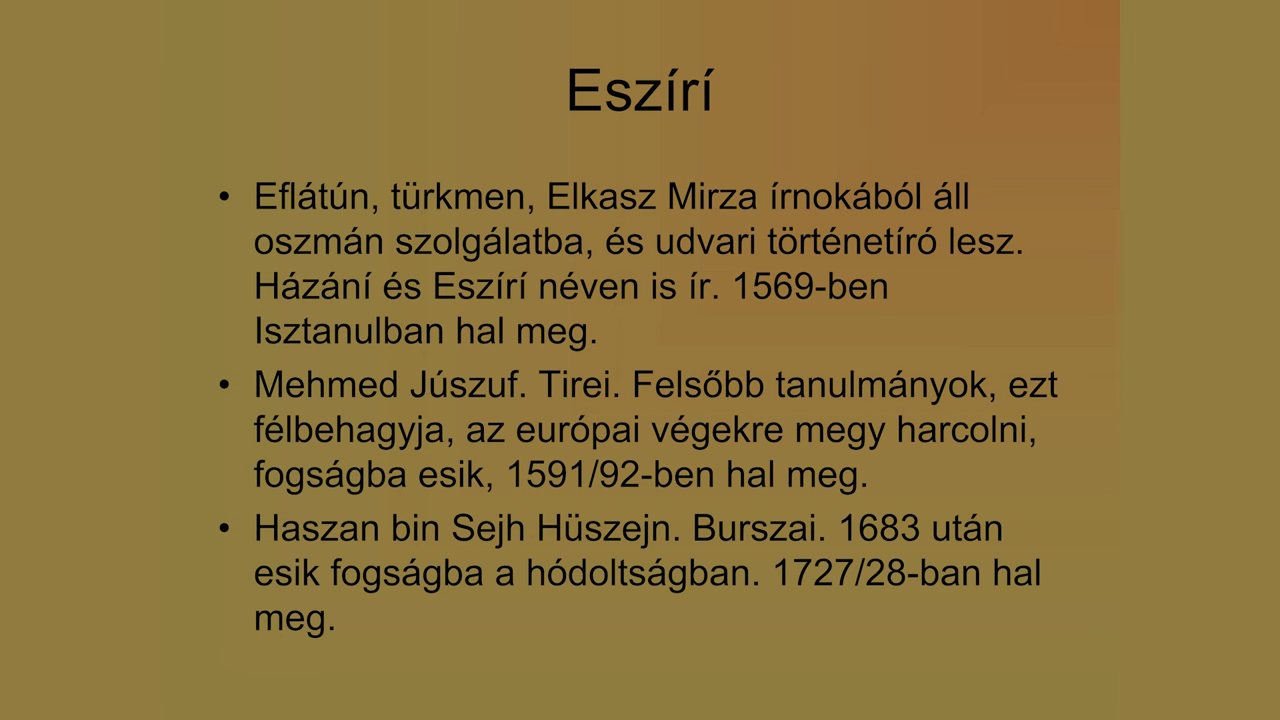 Eszírí
• Eflátún, türkmen, Elkasz Mirza írnokából áll
oszmán szolgálatba, és udvari történetíró lesz.
Házání és Eszírí néven is ír. 1569-ben
Isztanulban hal meg.
• Mehmed Júszuf. Tirei. Felsőbb tanulmányok, ezt
félbehagyja, az európai végekre megy harcolni,
fogságba esik, 1591/92-ben hal meg.
• Haszan bin Sejh Hüszejn. Burszai. 1683 után
esik fogságba a hódoltságban. 1727/28-ban hal
meg.